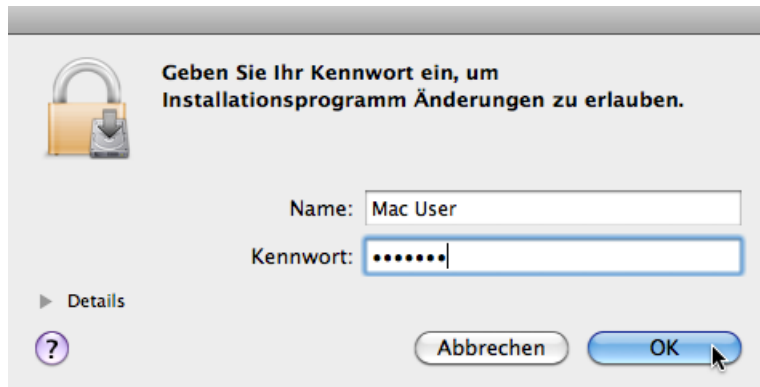 Geben Sie Ihr Kennwort ein, um
Installationsprogramm Änderungen zu erlauben.
Name: Mac User
Kennwort: •••••••
Details
?
Abbrechen OK